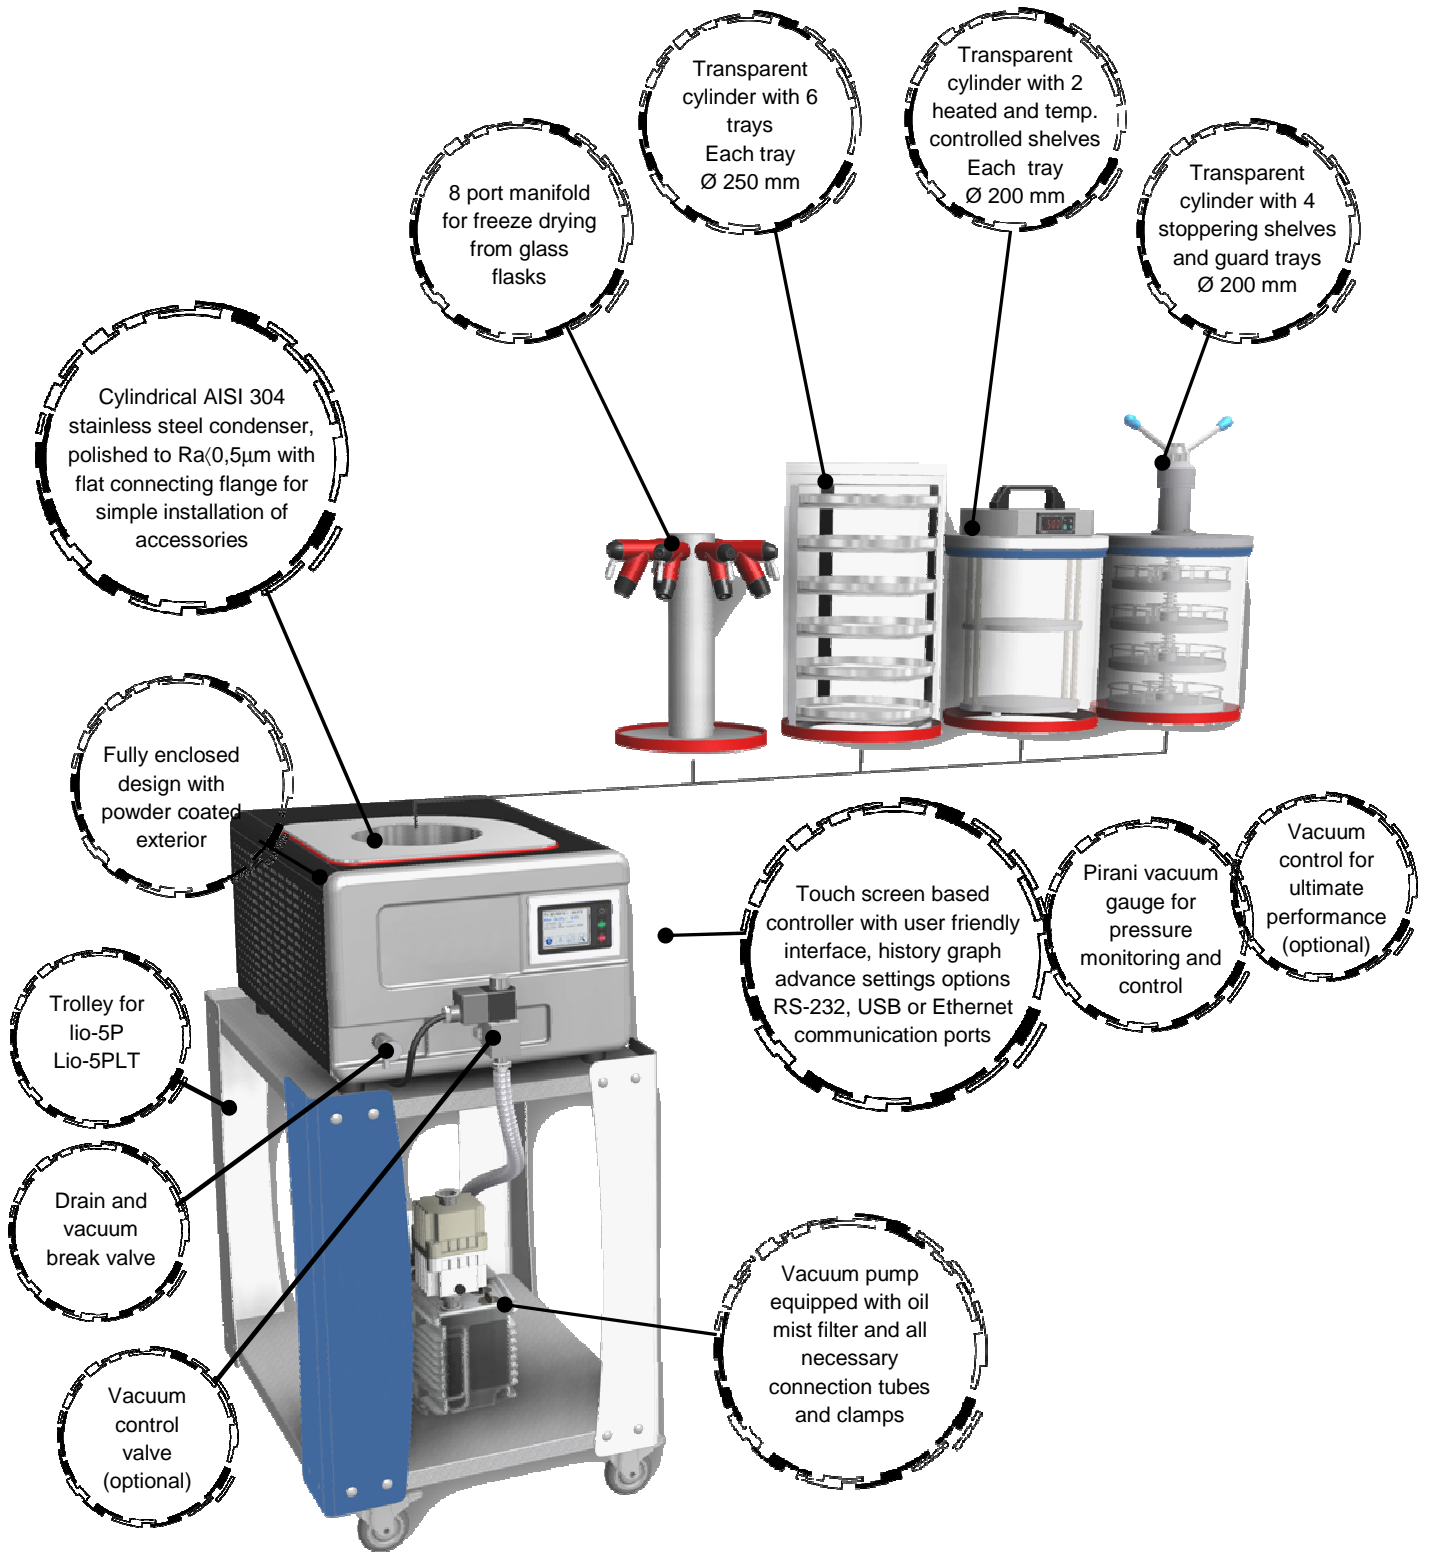 Transparent
cylinder with 6
trays
Each tray
Ø 250 mm
Transparent
cylinder with 2
heated and temp.
controlled shelves
Each tray
Ø 200 mm
8 port manifold
for freeze drying
from glass
flasks
Transparent
cylinder with 4
stoppering shelves
and guard trays
Ø 200 mm
Cylindrical AISI 304
stainless steel condenser,
polished to Ra⟨0,5µm with
flat connecting flange for
simple installation of
accessories
Fully enclosed
design with
powder coated
exterior
Touch screen based
controller with user friendly
interface, history graph
advance settings options
RS-232, USB or Ethernet
communication ports
Pirani vacuum
gauge for
pressure
monitoring and
control
Vacuum
control for
ultimate
performance
(optional)
Trolley for
lio-5P
Lio-5PLT
Drain and
vacuum
break valve
Vacuum pump
equipped with oil
mist filter and all
necessary
connection tubes
and clamps
Vacuum
control
valve
(optional)